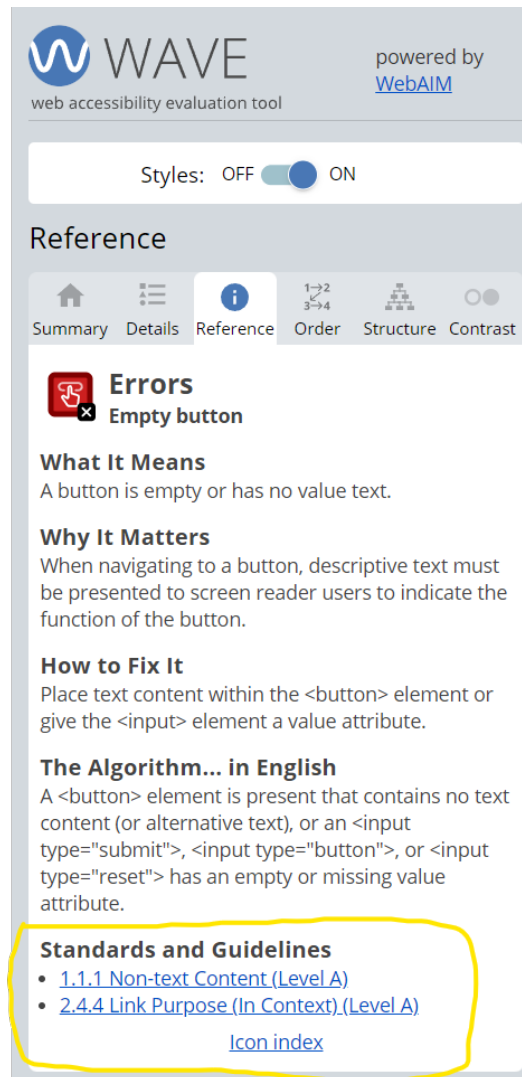 WAVE
powered by
WebAIM
web accessibility evaluation tool
Styles: OFF ON
Reference
1→2
3→4
Summary Details Reference Order Structure Contrast
Errors
Empty button
What It Means
A button is empty or has no value text.
Why It Matters
When navigating to a button, descriptive text must
be presented to screen reader users to indicate the
function of the button.
How to Fix It
Place text content within the <button> element or
give the <input> element a value attribute.
The Algorithm... in English
A <button> element is present that contains no text
content (or alternative text), or an <input
type="submit">, <input type="button">, or <input
type="reset"> has an empty or missing value
attribute.
Standards and Guidelines
• 1.1.1 Non-text Content (Level A)
• 2.4.4 Link Purpose (In Context) (Level A)
Icon index